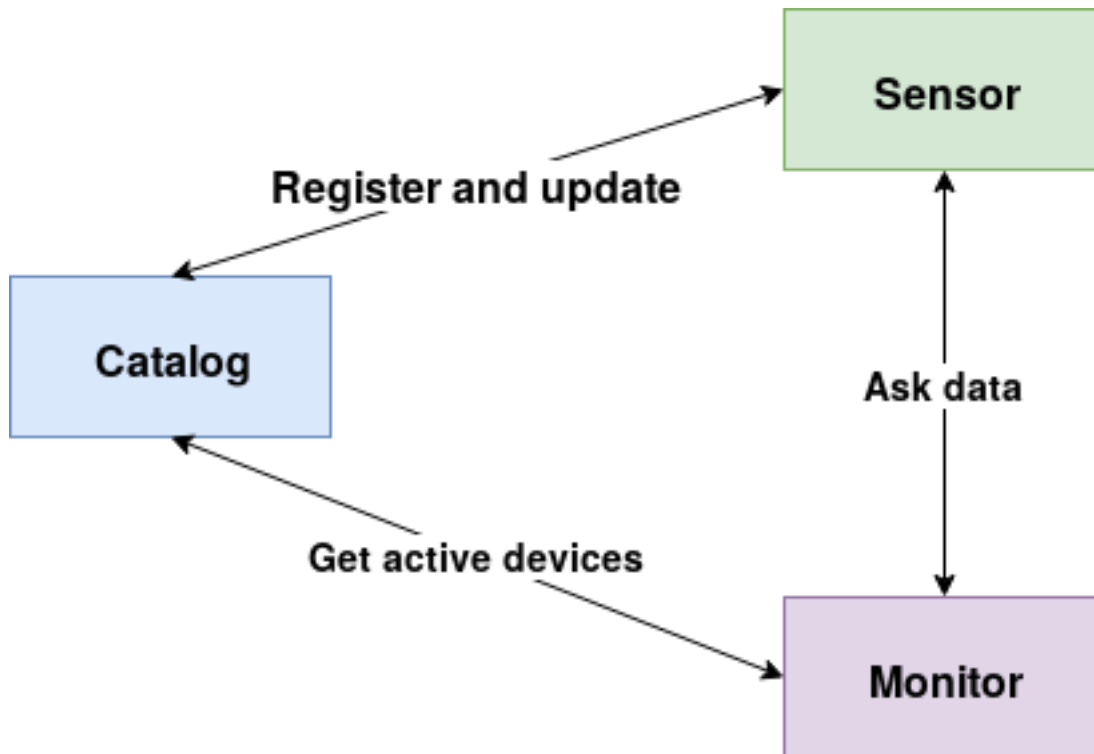 Sensor
Register and update
Catalog
Ask data
Get active devices
Monitor